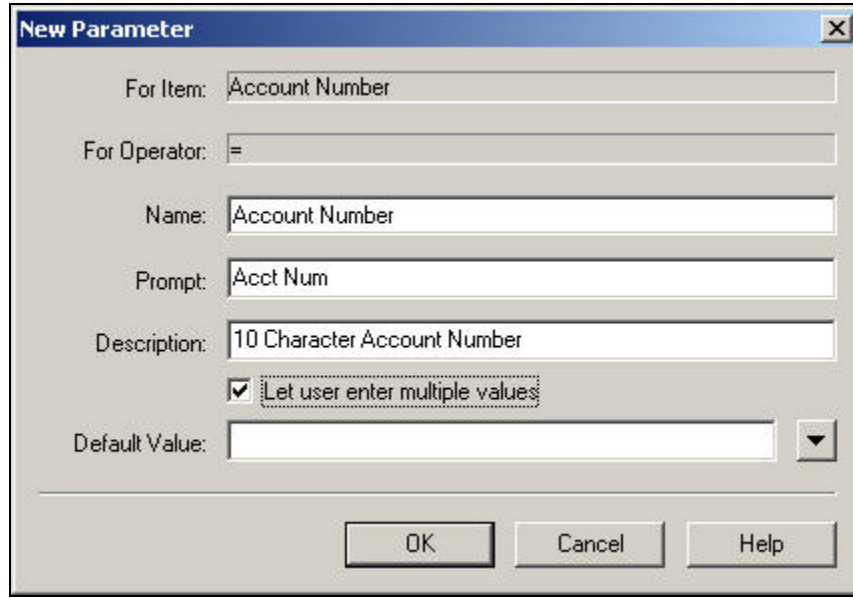 New Parameter
For Item: Account Number
For Operator: =
Name: Account Number
Prompt: Acct Num
Description: 10 Character Account Number
Let user enter multiple values
Default Value:
OK Cancel Help